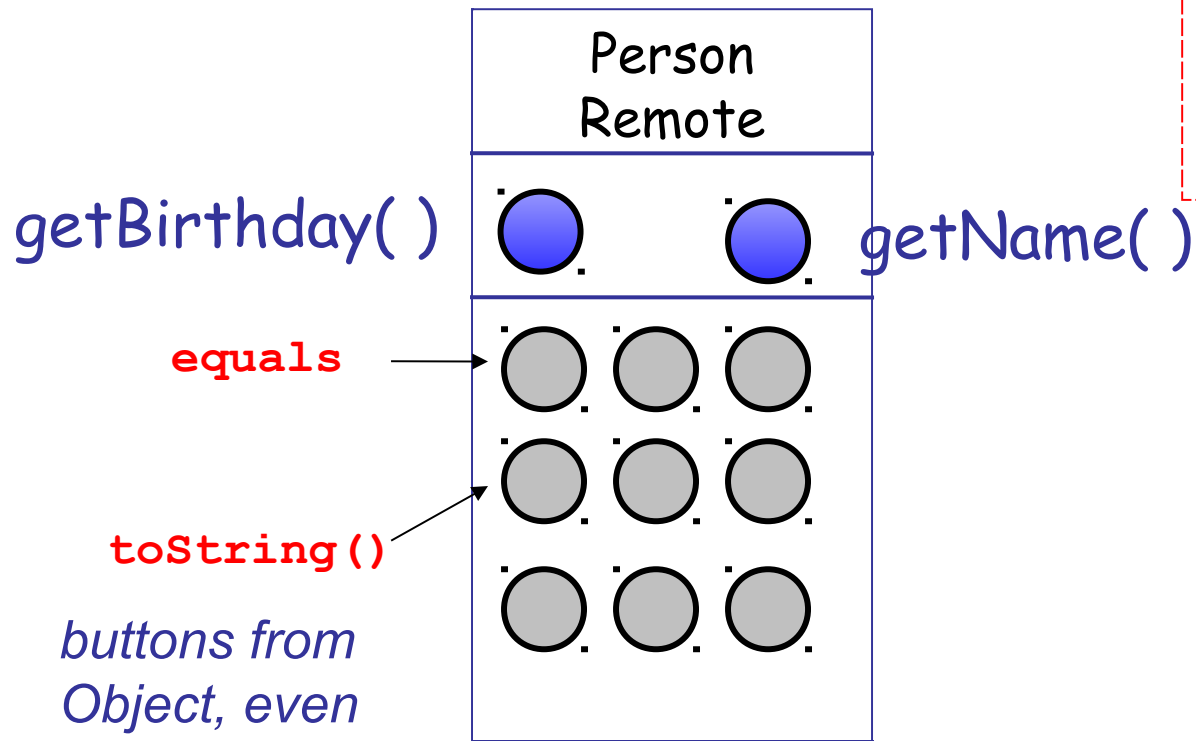 Person
Remote
getBirthday( )
getName( )
equals
toString()
buttons from
Object, even